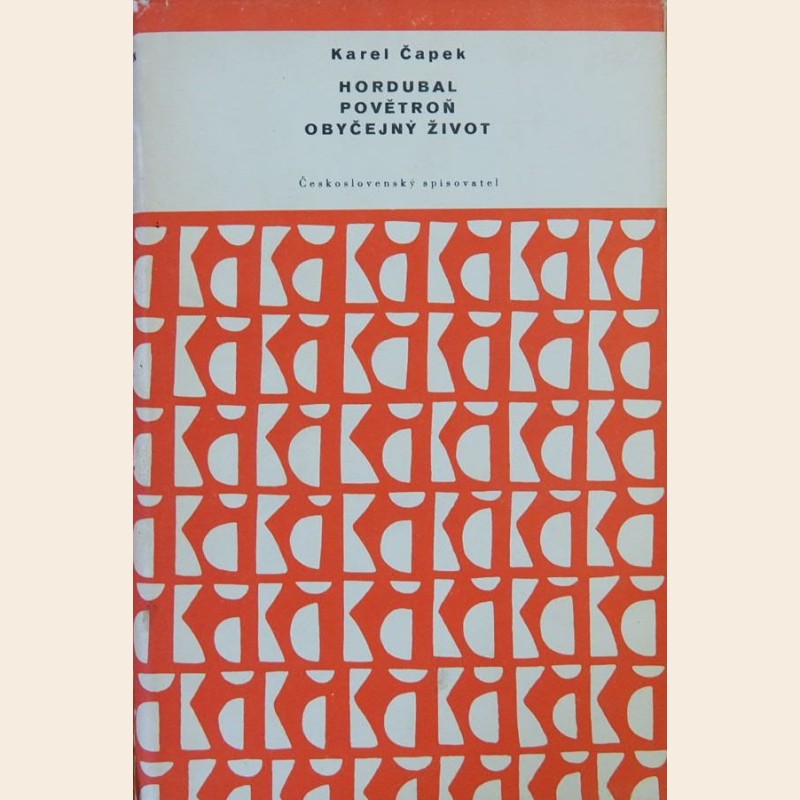 Karel Čapek
HORDUBAL
POVĚTROŇ
OBYČEJNÝ ŽIVOT
Československý spisovatel